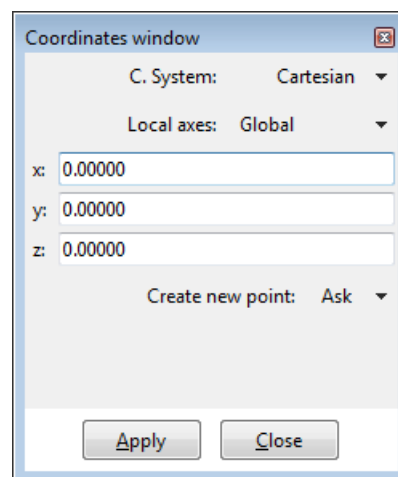 Coordinates window
C. System: Cartesian
Local axes: Global
x: 0.00000
y: 0.00000
z: 0.00000
Create new point: Ask
Apply Close